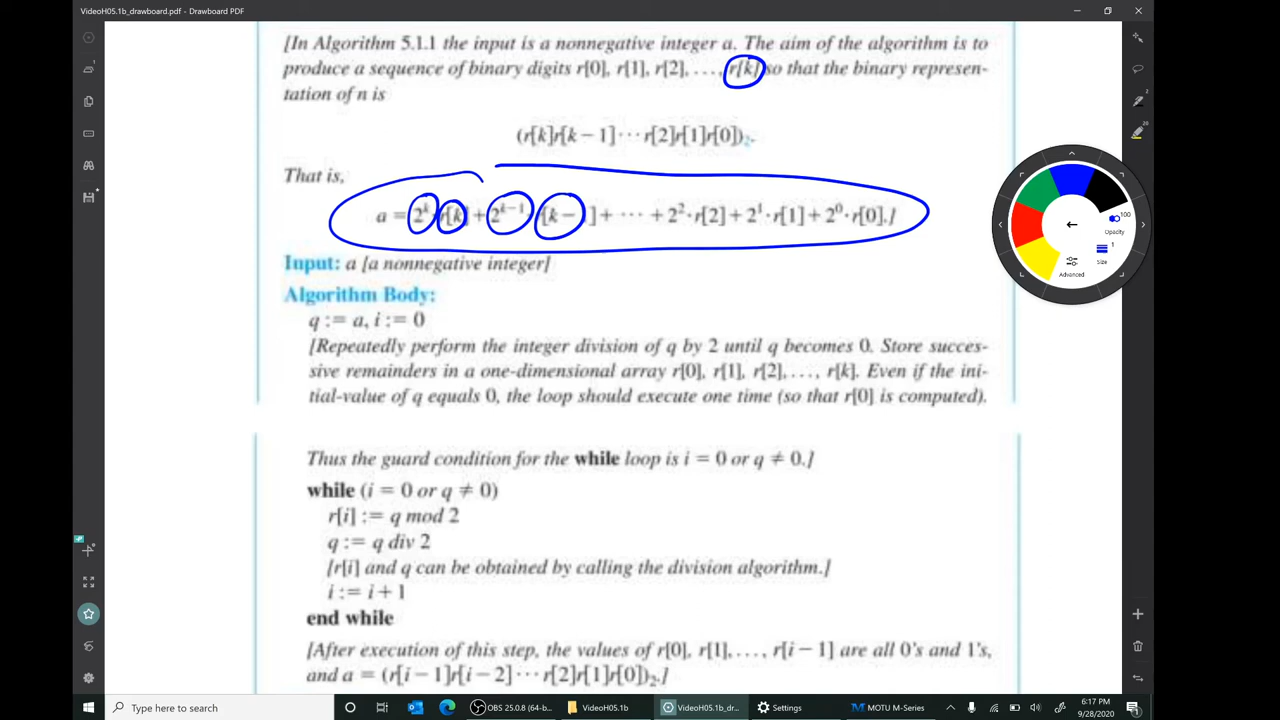 VideoH05.1b_drawboard.pdf - Drawboard PDF
[In Algorithm 5.1.1 the input is a nonnegative integer a. The aim of the algorithm is to
produce a sequence of binary digits r[0], r[1], r[2], . . . , r[k] so that the binary represen-
tation of n is
(r[k]r[k − 1] · · · r[2]r[1]r[0])₂.
That is,
a = 2ᵏ · r[k] + 2ᵏ⁻¹ · r[k − 1] + · · · + 2² · r[2] + 2¹ · r[1] + 2⁰ · r[0].]
Input: a [a nonnegative integer]
Algorithm Body:
q := a, i := 0
[Repeatedly perform the integer division of q by 2 until q becomes 0. Store succes-
sive remainders in a one-dimensional array r[0], r[1], r[2], . . . , r[k]. Even if the ini-
tial-value of q equals 0, the loop should execute one time (so that r[0] is computed).
Thus the guard condition for the while loop is i = 0 or q ≠ 0.]
while (i = 0 or q ≠ 0)
r[i] := q mod 2
q := q div 2
[r[i] and q can be obtained by calling the division algorithm.]
i := i + 1
end while
[After execution of this step, the values of r[0], r[1], . . . , r[i − 1] are all 0's and 1's,
and a = (r[i − 1]r[i − 2] · · · r[2]r[1]r[0])₂.]
2
20
100
Opacity
1
Size
Advanced
Type here to search
OBS 25.0.8 (64-b...
VideoH05.1b
VideoH05.1b_dr...
Settings
MOTU M-Series
6:17 PM
9/28/2020
1